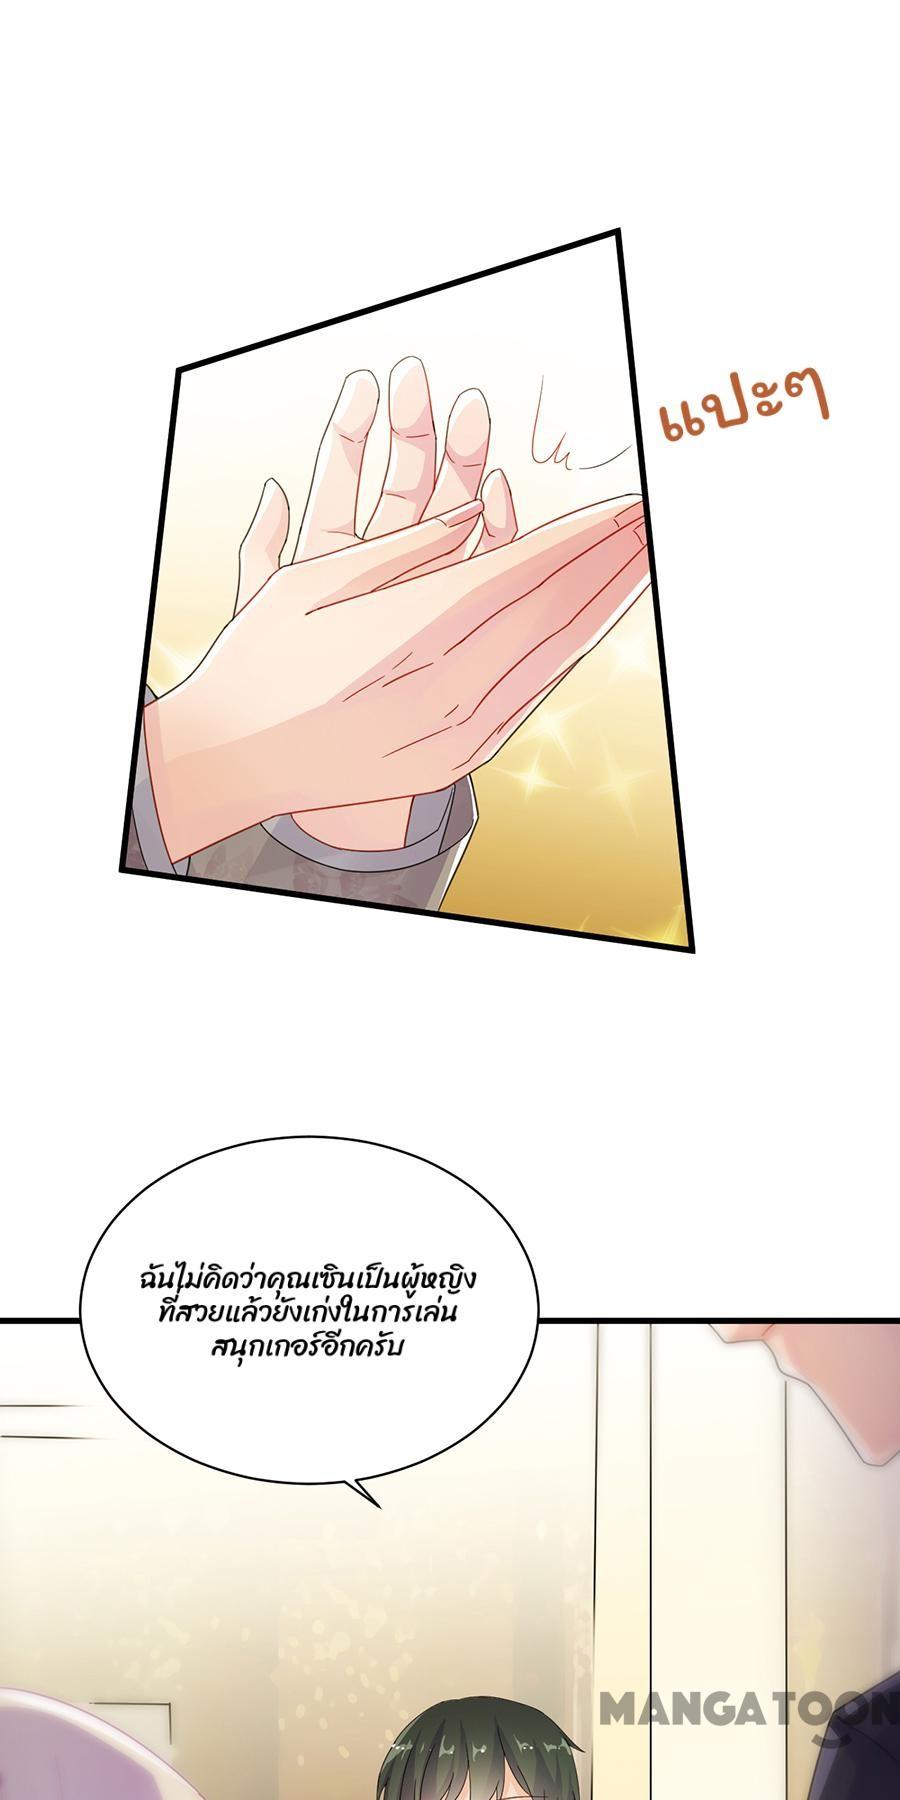 แปะๆ
ฉันไม่คิดว่าคุณเซินเป็นผู้หญิง
ที่สวยแล้วยังเก่งในการเล่น
สนุกเกอร์อีกครับ
MANGATOON